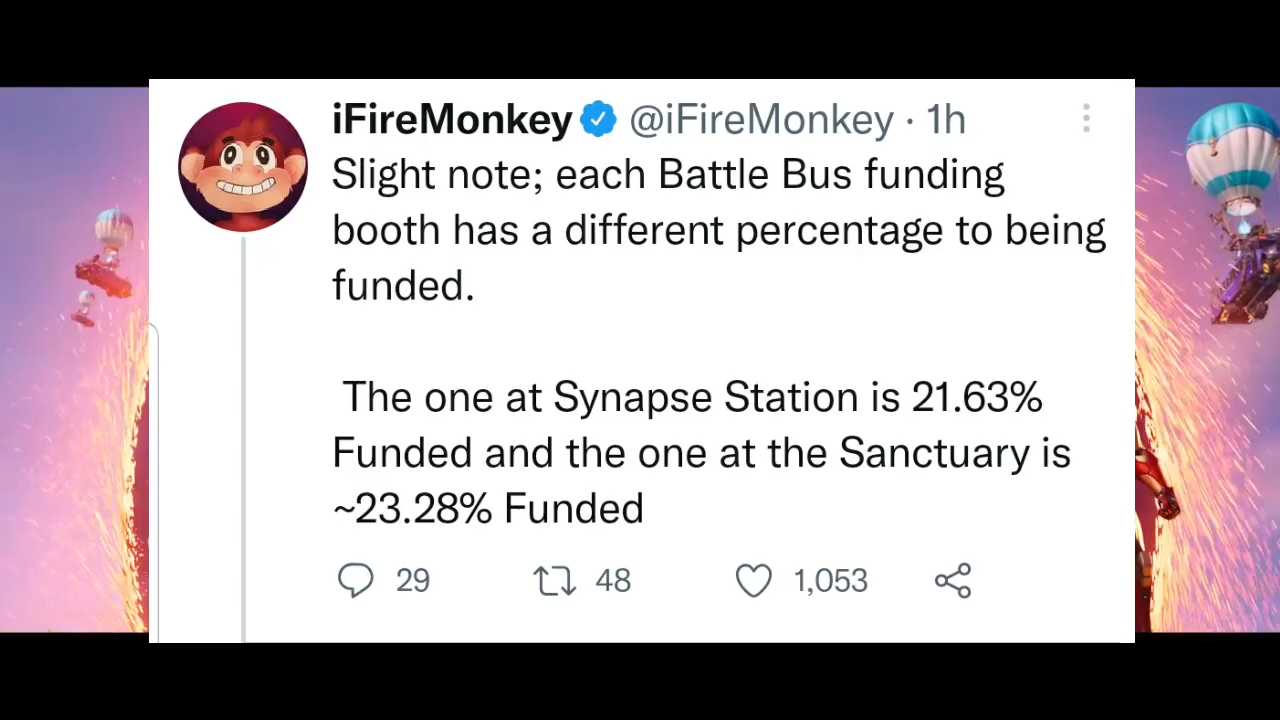 iFireMonkey @iFireMonkey · 1h
Slight note; each Battle Bus funding
booth has a different percentage to being
funded.
The one at Synapse Station is 21.63%
Funded and the one at the Sanctuary is
~23.28% Funded
29 48 1,053